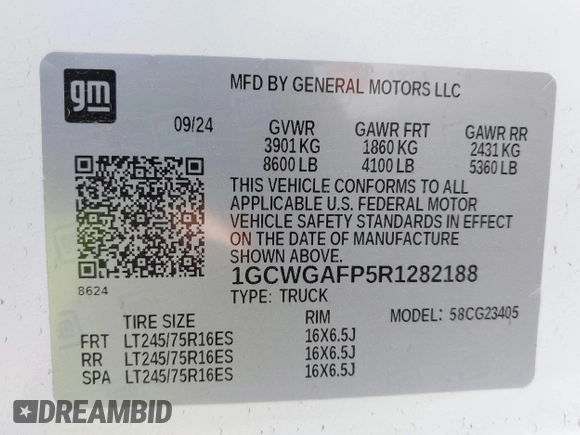 gm
MFD BY GENERAL MOTORS LLC
09/24 GVWR GAWR FRT GAWR RR
3901 KG 1860 KG 2431 KG
8600 LB 4100 LB 5360 LB
THIS VEHICLE CONFORMS TO ALL
APPLICABLE U.S. FEDERAL MOTOR
VEHICLE SAFETY STANDARDS IN EFFECT
ON THE DATE OF MANUFACTURE
SHOWN ABOVE.
1GCWGAFP5R1282188
8624
TYPE: TRUCK MODEL: 58CG23405
TIRE SIZE RIM
FRT LT245/75R16ES 16X6.5J
RR LT245/75R16ES 16X6.5J
SPA LT245/75R16ES 16X6.5J
DREAMBID